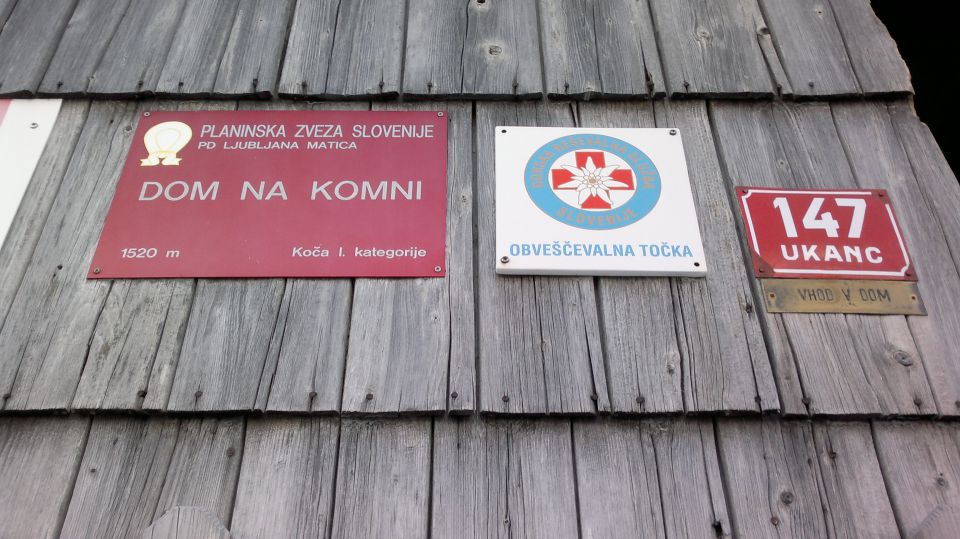 PLANINSKA ZVEZA SLOVENIJE
PD LJUBLJANA MATICA
DOM NA KOMNI
1520 m
Koča I. kategorije
GORSKA REŠEVALNA SLUŽBA
SLOVENIJE
OBVEŠČEVALNA TOČKA
147
UKANC
VHOD V DOM